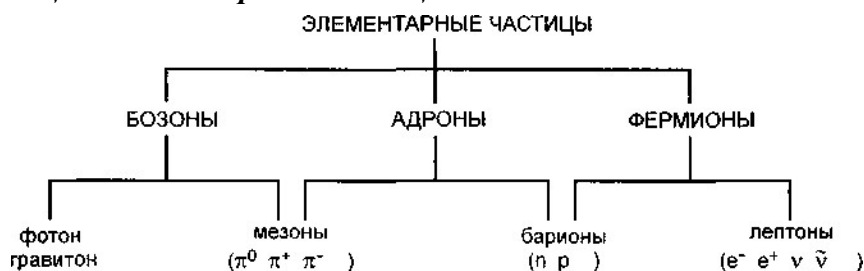 ЭЛЕМЕНТАРНЫЕ ЧАСТИЦЫ
БОЗОНЫ АДРОНЫ ФЕРМИОНЫ
фотон мезоны барионы лептоны
гравитон (π⁰ π⁺ π⁻ ) (n p ) (e⁻ e⁺ ν ν̃ )